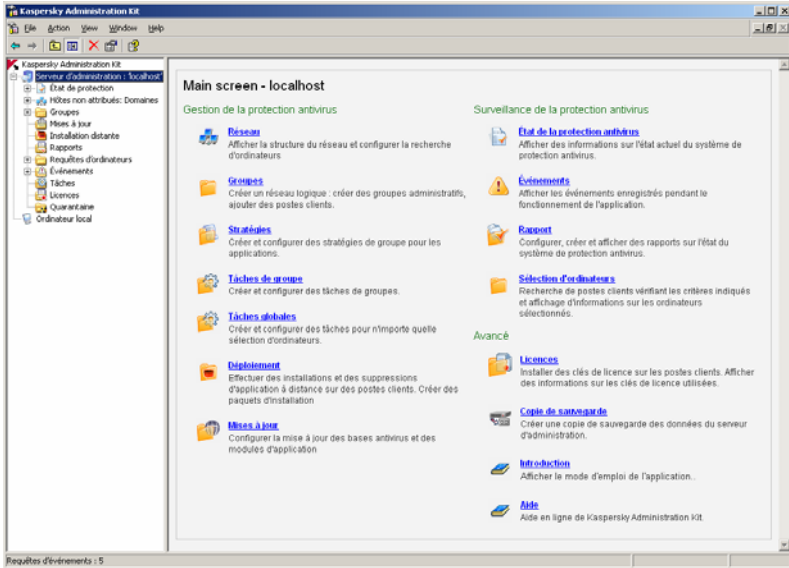 Kaspersky Administration Kit
File Action View Window Help
Kaspersky Administration Kit
Serveur d'administration : 'localhost'
État de protection
Hôtes non attribués: Domaines
Groupes
Mises à jour
Installation distante
Rapports
Requêtes d'ordinateurs
Événements
Tâches
Licences
Quarantaine
Ordinateur local
Main screen - localhost
Gestion de la protection antivirus
Réseau
Afficher la structure du réseau et configurer la recherche
d'ordinateurs
Groupes
Créer un réseau logique : créer des groupes administratifs,
ajouter des postes clients.
Stratégies
Créer et configurer des stratégies de groupe pour les
applications.
Tâches de groupe
Créer et configurer des tâches de groupes.
Tâches globales
Créer et configurer des tâches pour n'importe quelle
sélection d'ordinateurs.
Déploiement
Effectuer des installations et des suppressions
d'application à distance sur des postes clients. Créer des
paquets d'installation
Mises à jour
Configurer la mise à jour des bases antivirus et des
modules d'application
Surveillance de la protection antivirus
État de la protection antivirus
Afficher des informations sur l'état actuel du système de
protection antivirus.
Événements
Afficher les événements enregistrés pendant le
fonctionnement de l'application.
Rapport
Configurer, créer et afficher des rapports sur l'état du
système de protection antivirus.
Sélection d'ordinateurs
Recherche de postes clients vérifiant les critères indiqués
et affichage d'informations sur les ordinateurs
sélectionnés.
Avancé
Licences
Installer des clés de licence sur les postes clients. Afficher
des informations sur les clés de licence utilisées.
Copie de sauvegarde
Créer une copie de sauvegarde des données du serveur
d'administration.
Introduction
Afficher le mode d'emploi de l'application..
Aide
Aide en ligne de Kaspersky Administration Kit.
Requêtes d'événements : 5